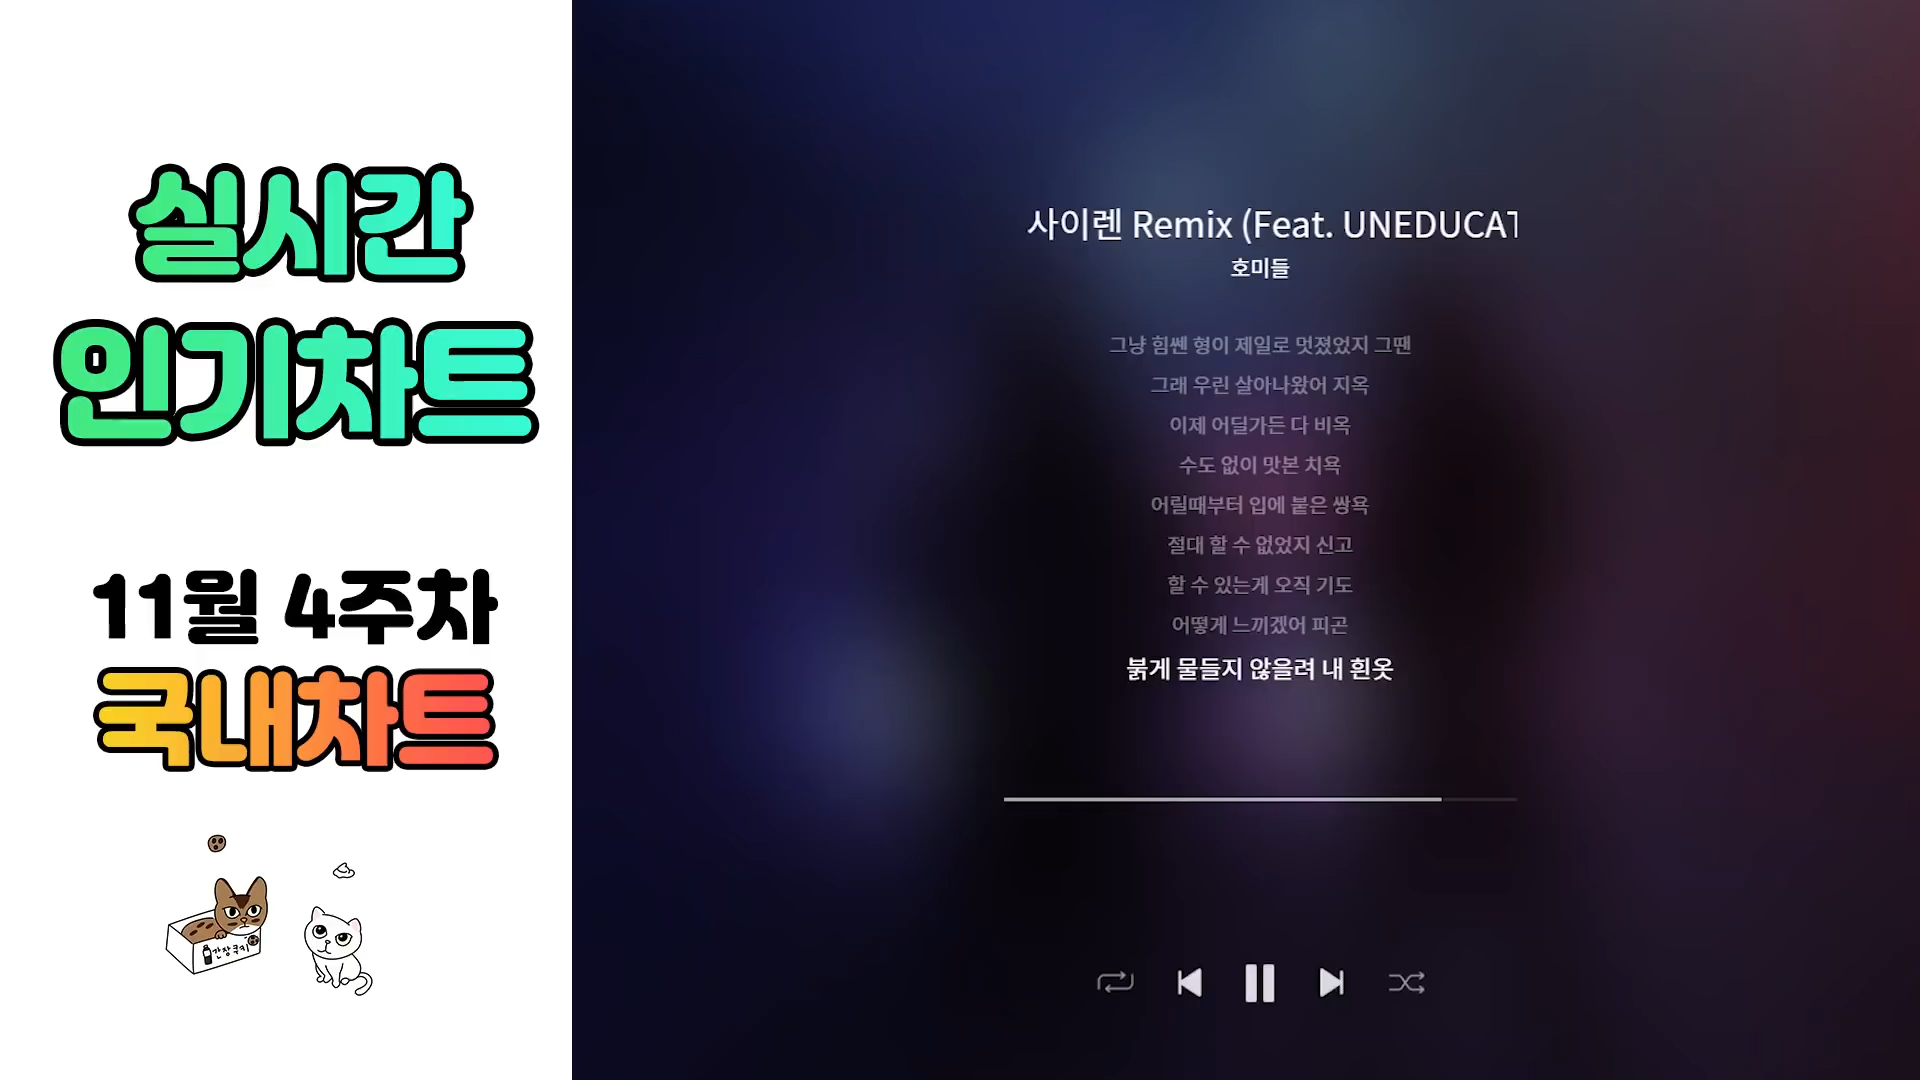 실시간
인기차트
11월 4주차
국내차트
간장쿡키
사이렌 Remix (Feat. UNEDUCAT
호미들
그냥 힘쎈 형이 제일로 멋졌었지 그땐
그래 우린 살아나왔어 지옥
이제 어딜가든 다 비옥
수도 없이 맛본 치욕
어릴때부터 입에 붙은 쌍욕
절대 할 수 없었지 신고
할 수 있는게 오직 기도
어떻게 느끼겠어 피곤
붉게 물들지 않을려 내 흰옷